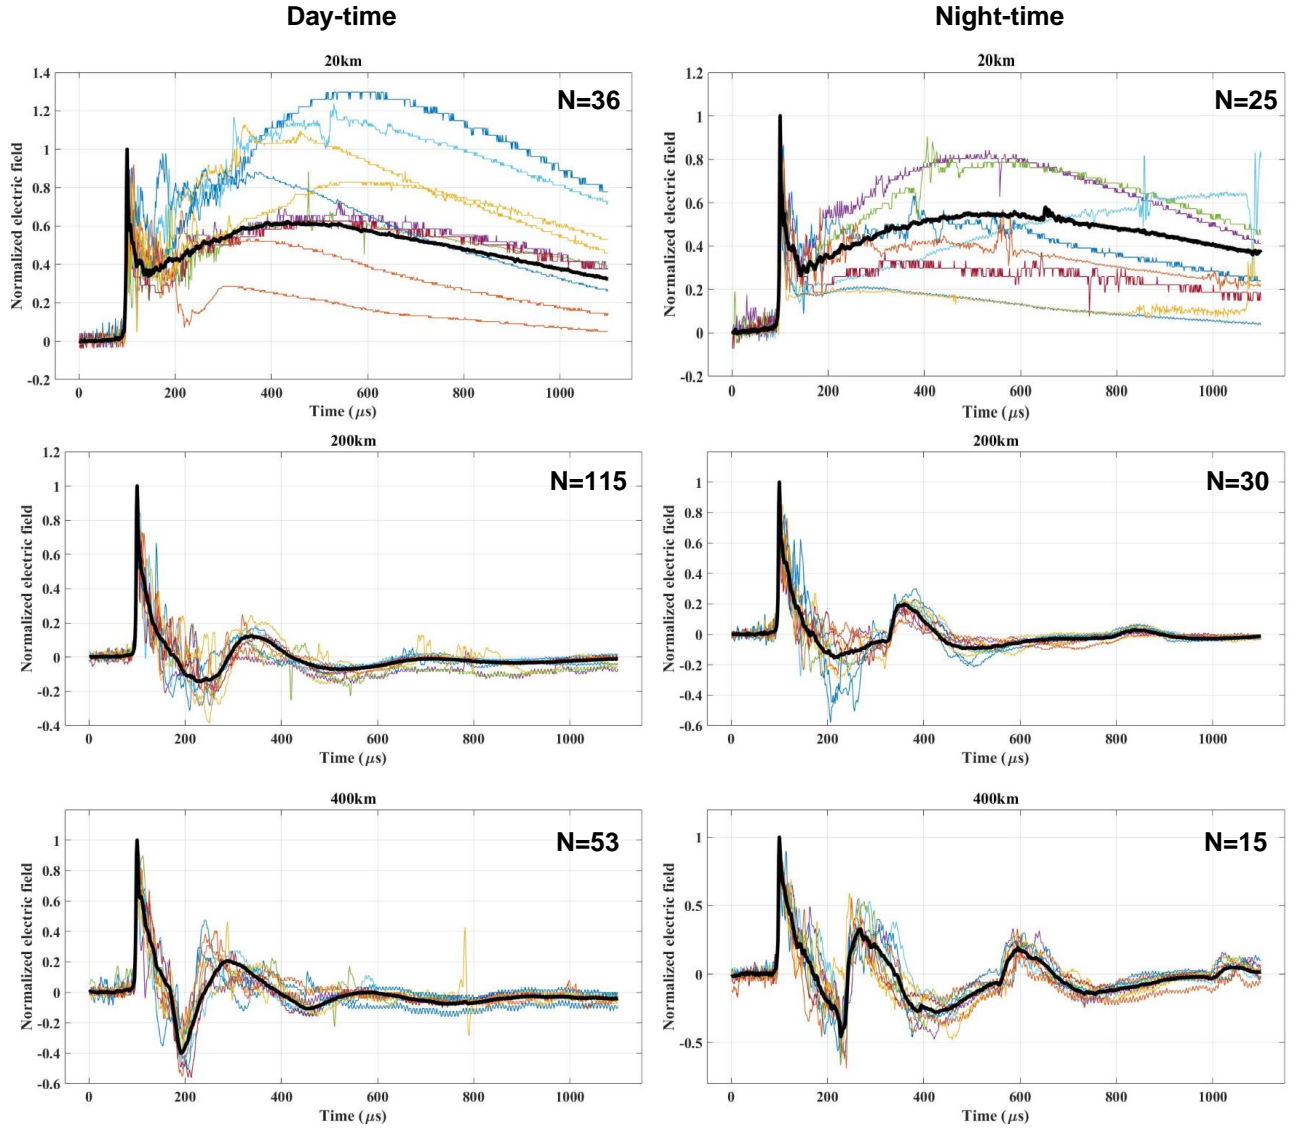 Day-time
Night-time
20km
20km
1.4
1.2
1
0.8
0.6
0.4
0.2
0
-0.2
Normalized electric field
N=36
0 200 400 600 800 1000
Time (μs)
1.2
1
0.8
0.6
0.4
0.2
0
-0.2
Normalized electric field
N=25
0 200 400 600 800 1000
Time (μs)
200km
200km
1.2
1
0.8
0.6
0.4
0.2
0
-0.2
-0.4
Normalized electric field
N=115
0 200 400 600 800 1000
Time (μs)
1
0.8
0.6
0.4
0.2
0
-0.2
-0.4
-0.6
Normalized electric field
N=30
0 200 400 600 800 1000
Time (μs)
400km
400km
1
0.8
0.6
0.4
0.2
0
-0.2
-0.4
-0.6
Normalized electric field
N=53
0 200 400 600 800 1000
Time (μs)
1
0.5
0
-0.5
Normalized electric field
N=15
0 200 400 600 800 1000
Time (μs)